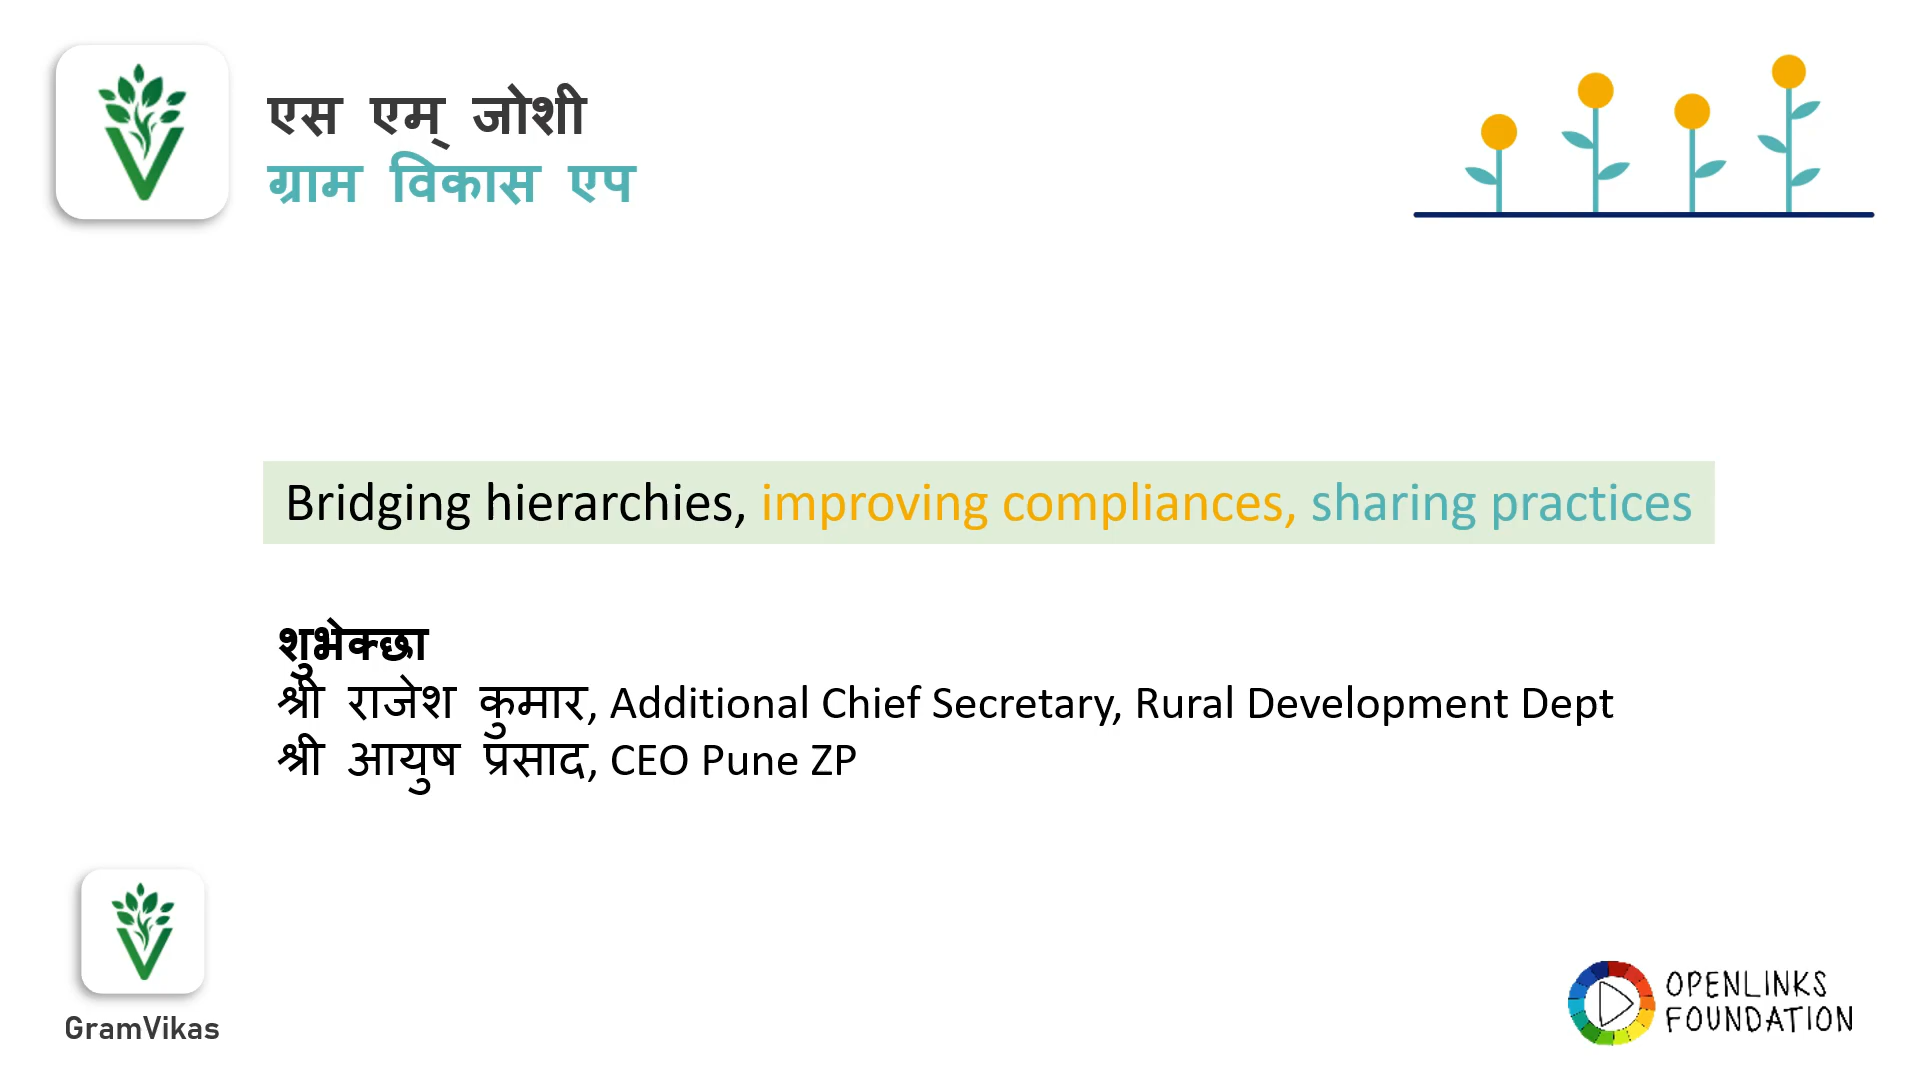 एस एम् जोशी
ग्राम विकास एप
Bridging hierarchies, improving compliances, sharing practices
शुभेक्छा
श्री राजेश कुमार, Additional Chief Secretary, Rural Development Dept
श्री आयुष प्रसाद, CEO Pune ZP
GramVikas
OPENLINKS
FOUNDATION